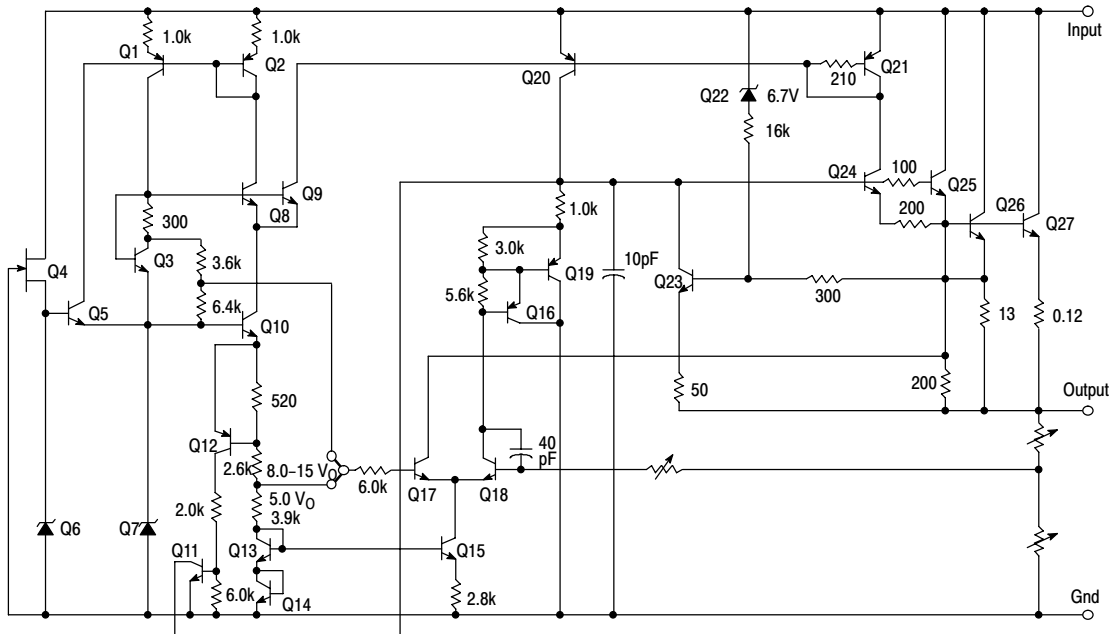 Input
1.0k
1.0k
Q1
Q2
Q20
210
Q21
Q22
6.7V
16k
Q24
100
Q25
Q9
Q8
Q26
Q27
200
300
1.0k
Q3
3.6k
3.0k
Q19
10pF
Q23
Q4
5.6k
300
Q5
6.4k
Q10
Q16
13
0.12
520
50
200
Output
Q12
2.6k
8.0–15 VO
40
pF
6.0k
Q17
Q18
5.0 VO
2.0k
3.9k
Q6
Q7
Q11
Q13
Q15
6.0k
Q14
2.8k
Gnd